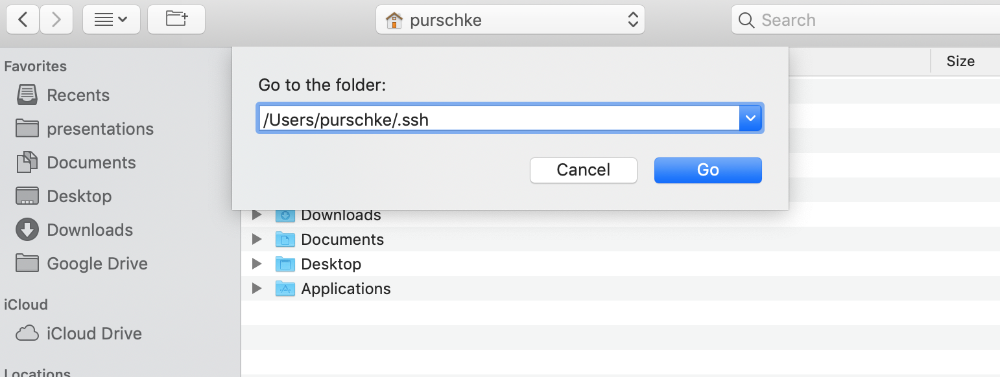 purschke
Search
Favorites
Recents
presentations
Documents
Desktop
Downloads
Google Drive
iCloud
iCloud Drive
Locations
Size
Go to the folder:
/Users/purschke/.ssh
Cancel
Go
Downloads
Documents
Desktop
Applications